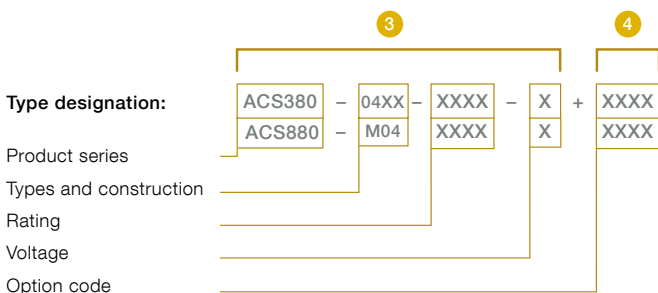 3 4
Type designation: ACS380 – 04XX – XXXX – X + XXXX
ACS880 – M04 XXXX X XXXX
Product series
Types and construction
Rating
Voltage
Option code